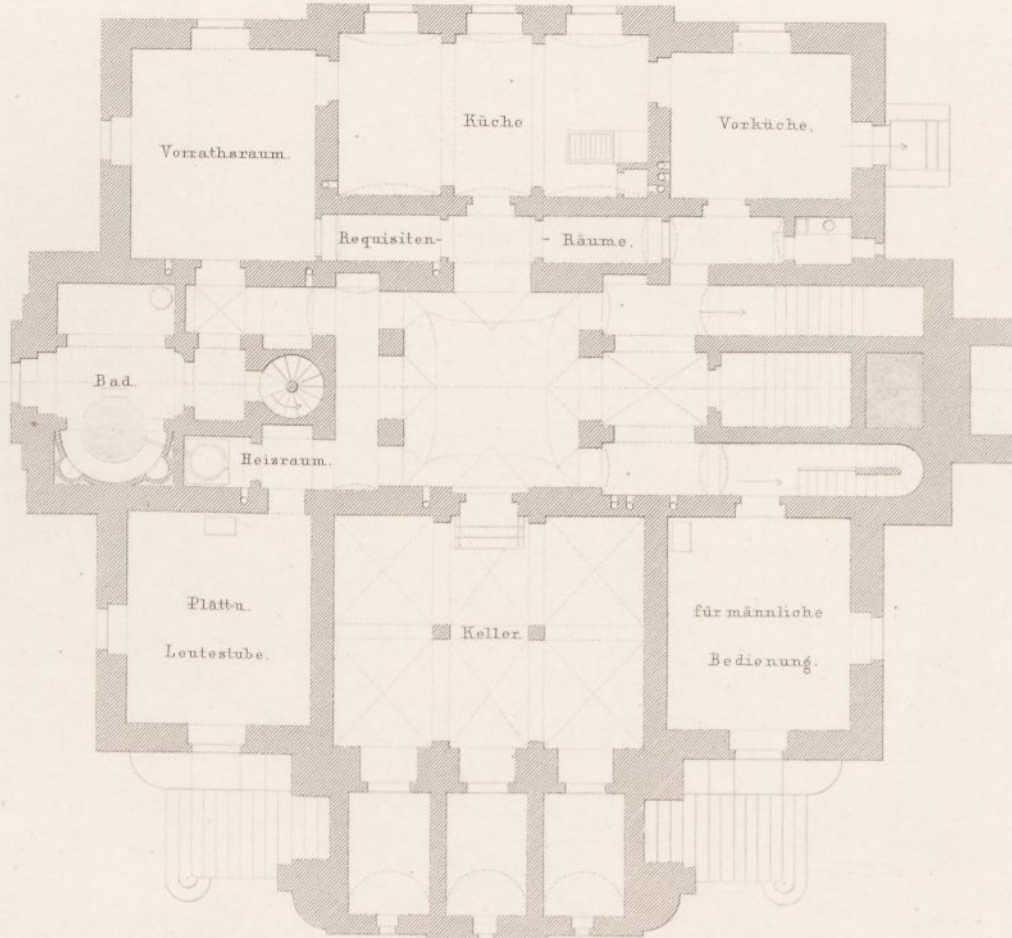 Küche
Vorküche.
Vorrathsraum.
Requisiten- - Räume.
Bad.
Heizraum.
Plätt-u.
Leutestube.
Keller.
für männliche
Bedienung.